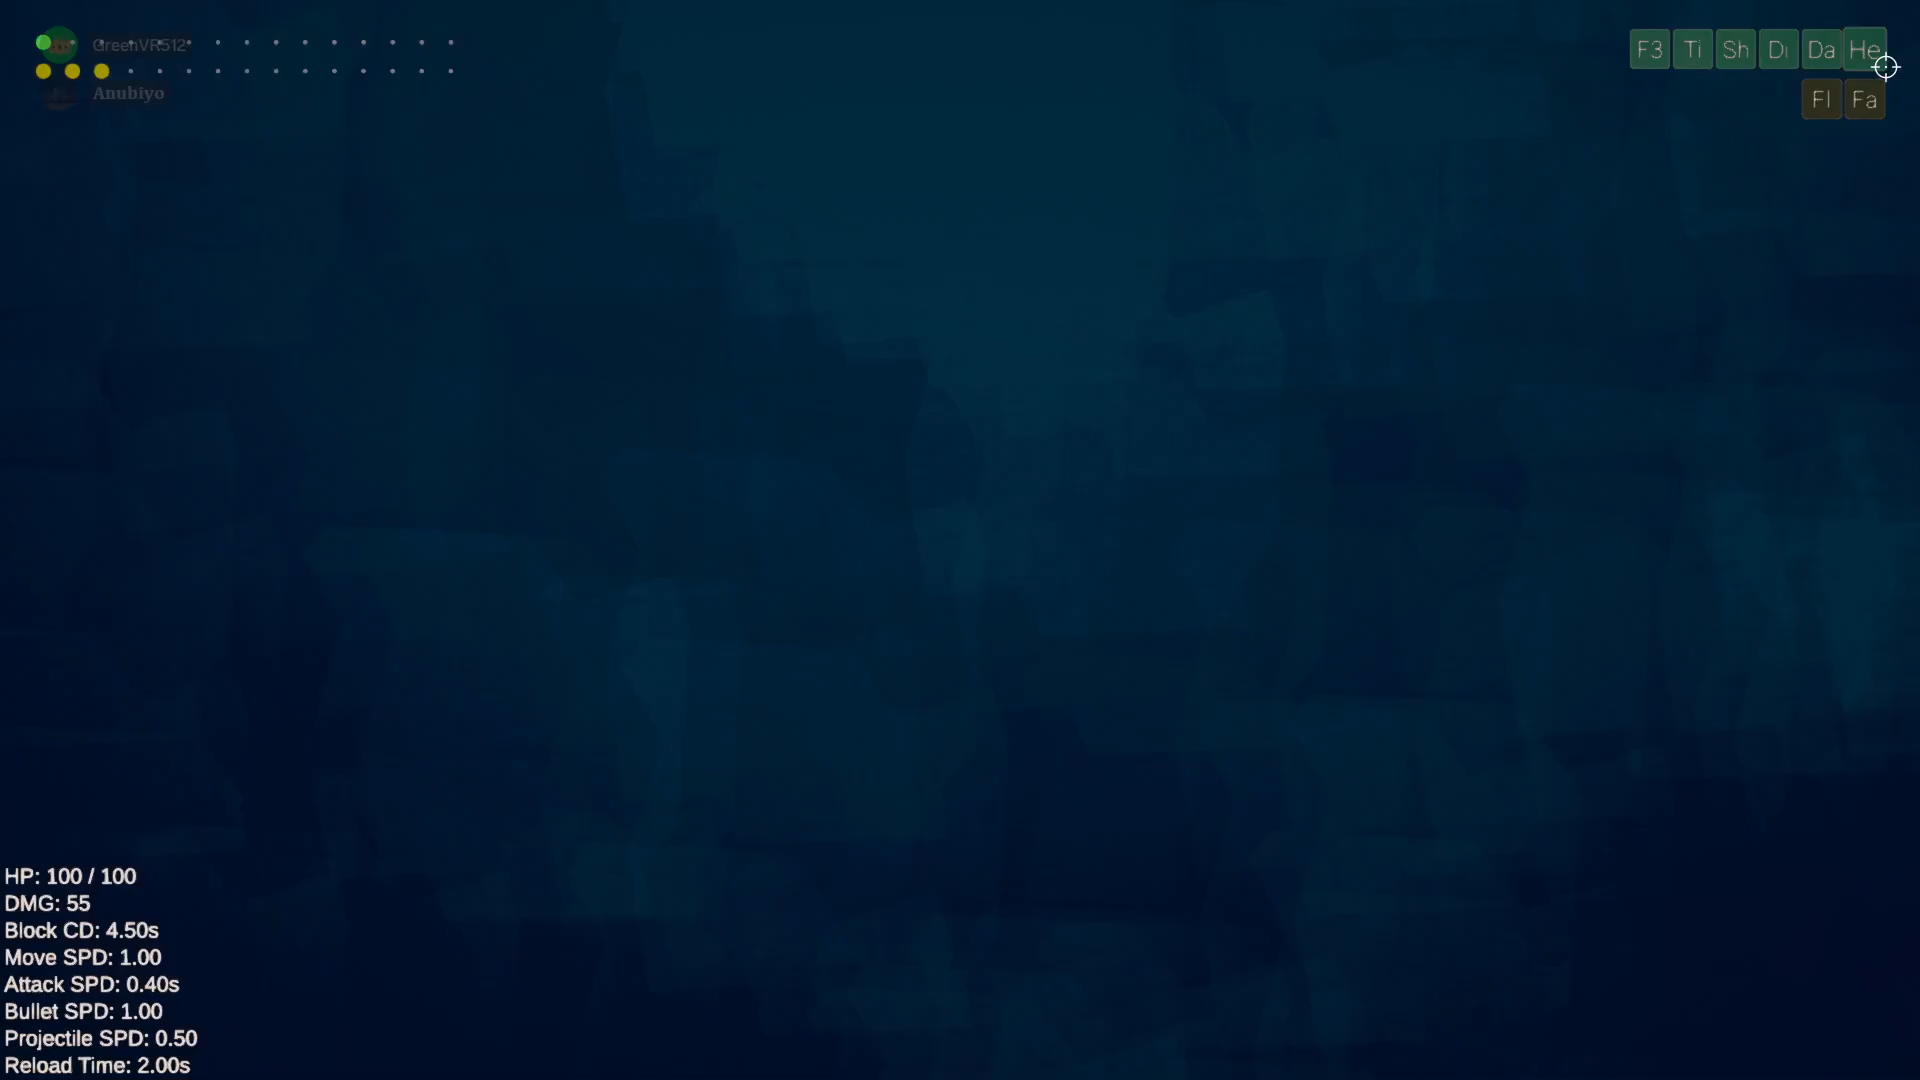 GreenVR512
Anubiyo
F3 Ti Sh Di Da He
Fl Fa
HP: 100 / 100
DMG: 55
Block CD: 4.50s
Move SPD: 1.00
Attack SPD: 0.40s
Bullet SPD: 1.00
Projectile SPD: 0.50
Reload Time: 2.00s